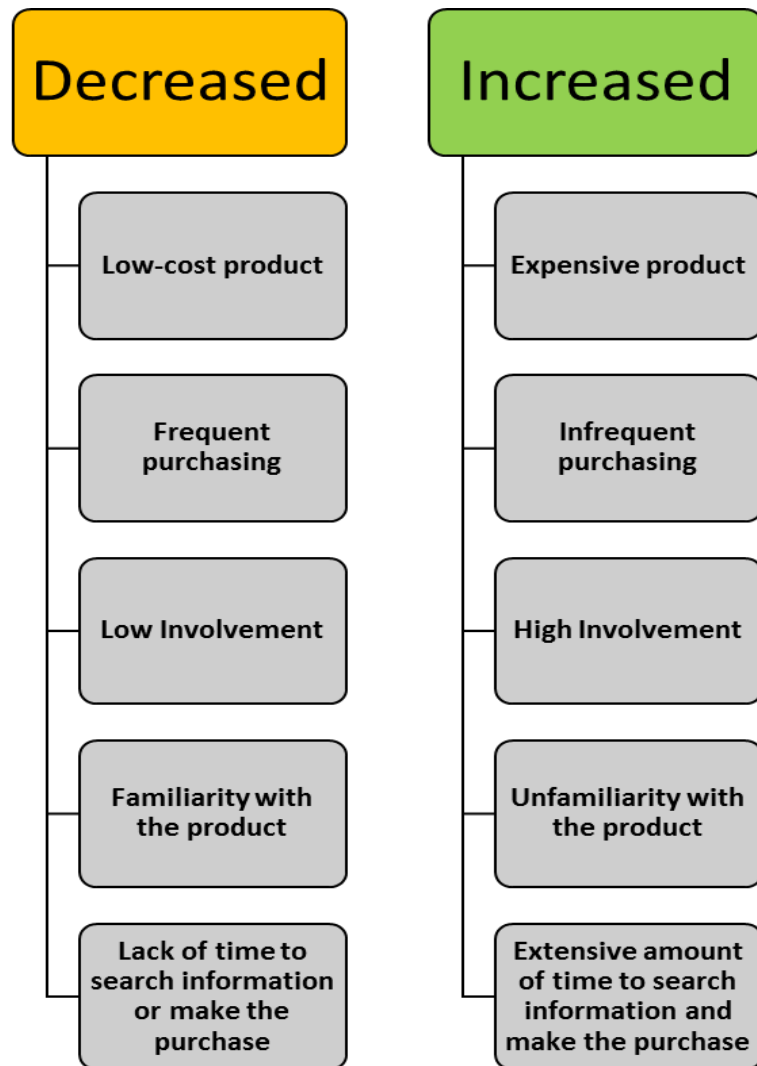 Decreased
Low-cost product
Frequent
purchasing
Low Involvement
Familiarity with
the product
Lack of time to
search information
or make the
purchase
Increased
Expensive product
Infrequent
purchasing
High Involvement
Unfamiliarity with
the product
Extensive amount
of time to search
information and
make the purchase